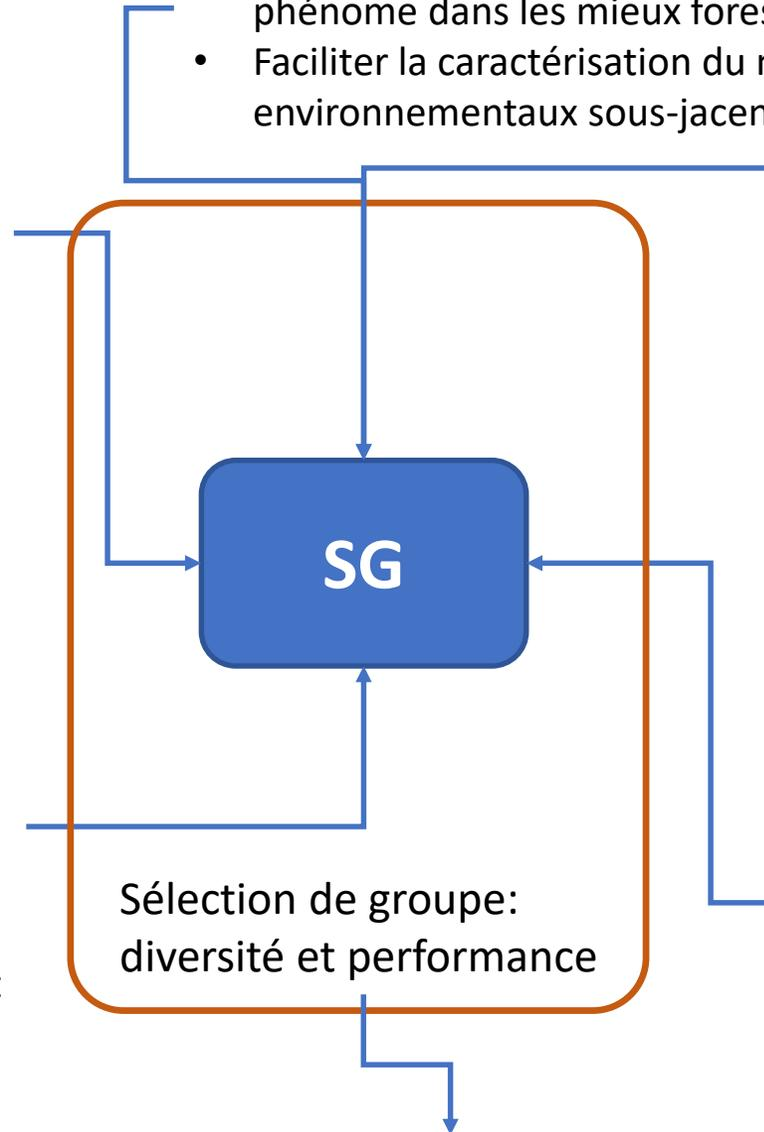 phénome dans les mieux
• Faciliter la caractérisation du
environnementaux
SG
Sélection de groupe:
diversité et performance